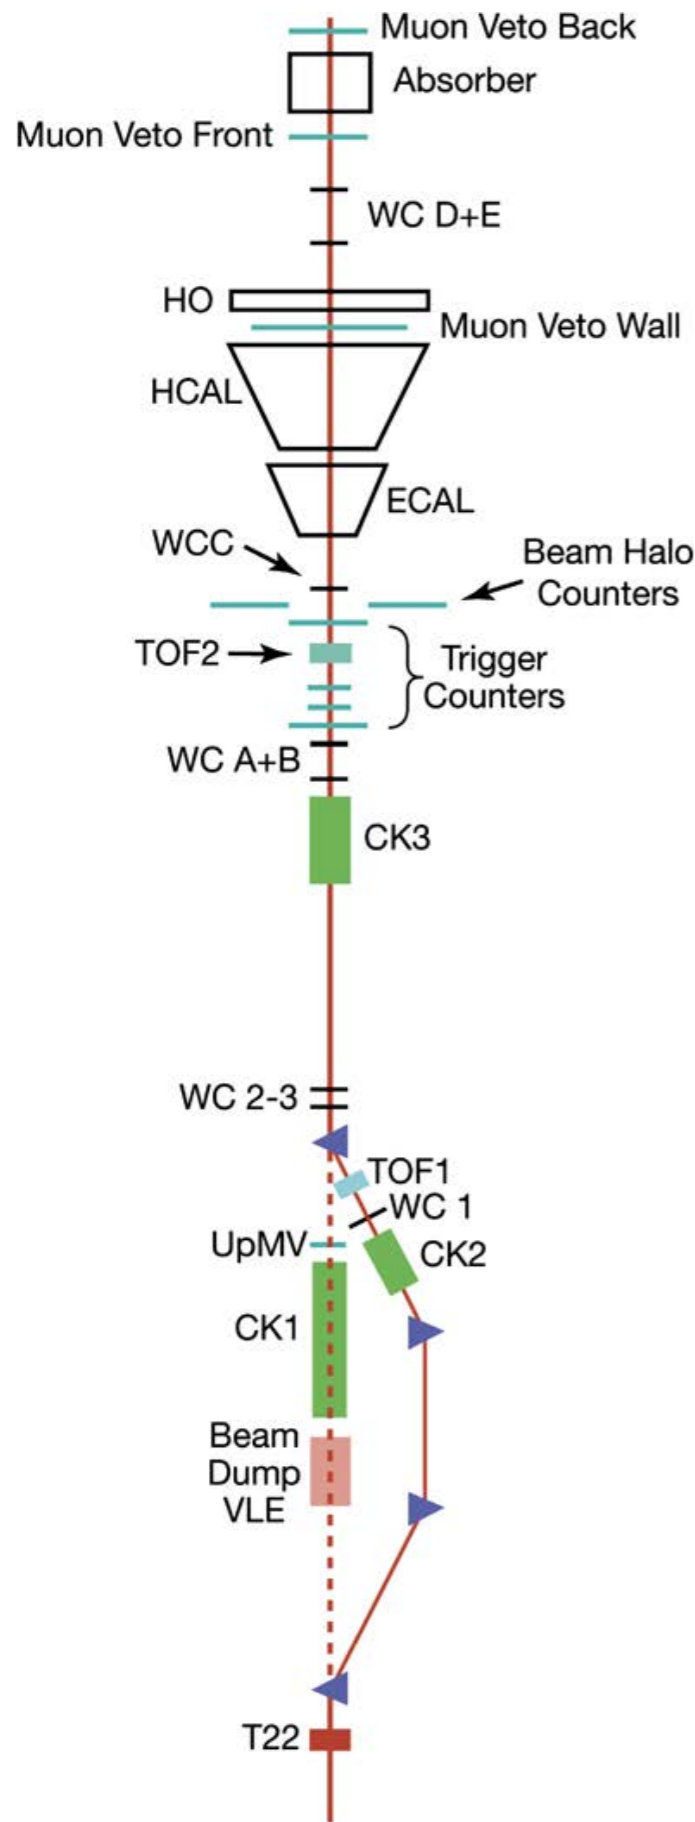 Muon Veto Back
Absorber
Muon Veto Front
WC D+E
HO
Muon Veto Wall
HCAL
ECAL
WCC
Beam Halo
Counters
TOF2
Trigger
Counters
WC A+B
CK3
WC 2-3
TOF1
WC 1
UpMV
CK2
CK1
Beam
Dump
VLE
T22